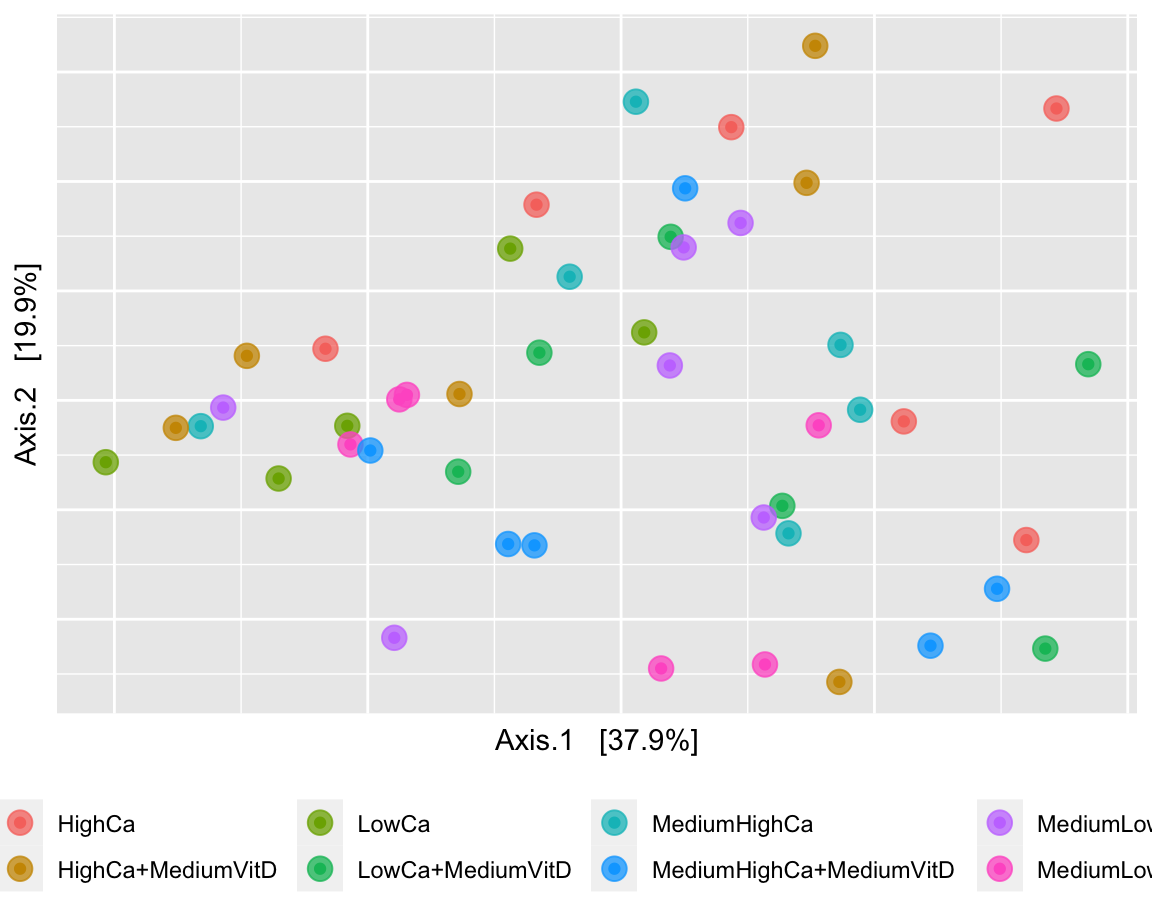 Axis.2 [19.9%]
Axis.1 [37.9%]
HighCa LowCa MediumHighCa
HighCa+MediumVitD LowCa+MediumVitD MediumHighCa+MediumVitD